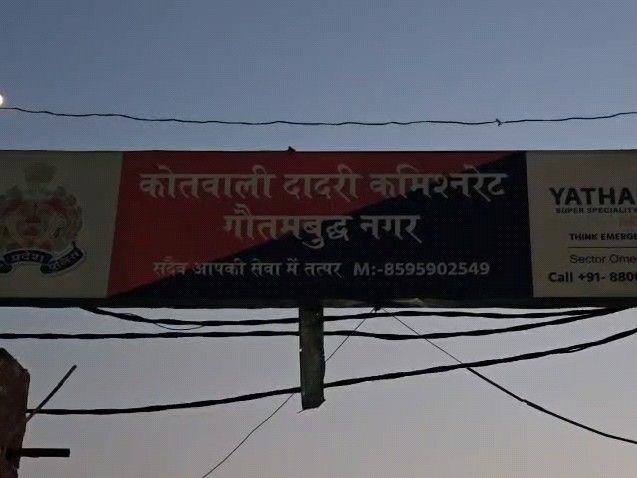 कोतवाली दादरी कमिश्नरेट
गौतमबुद्ध नगर
सदैव आपकी सेवा में तत्पर M:-8595902549
प्रदेश पुलिस
YATHA
SUPER SPECIALITY
THINK EMERGE
Sector Ome
Call +91- 880